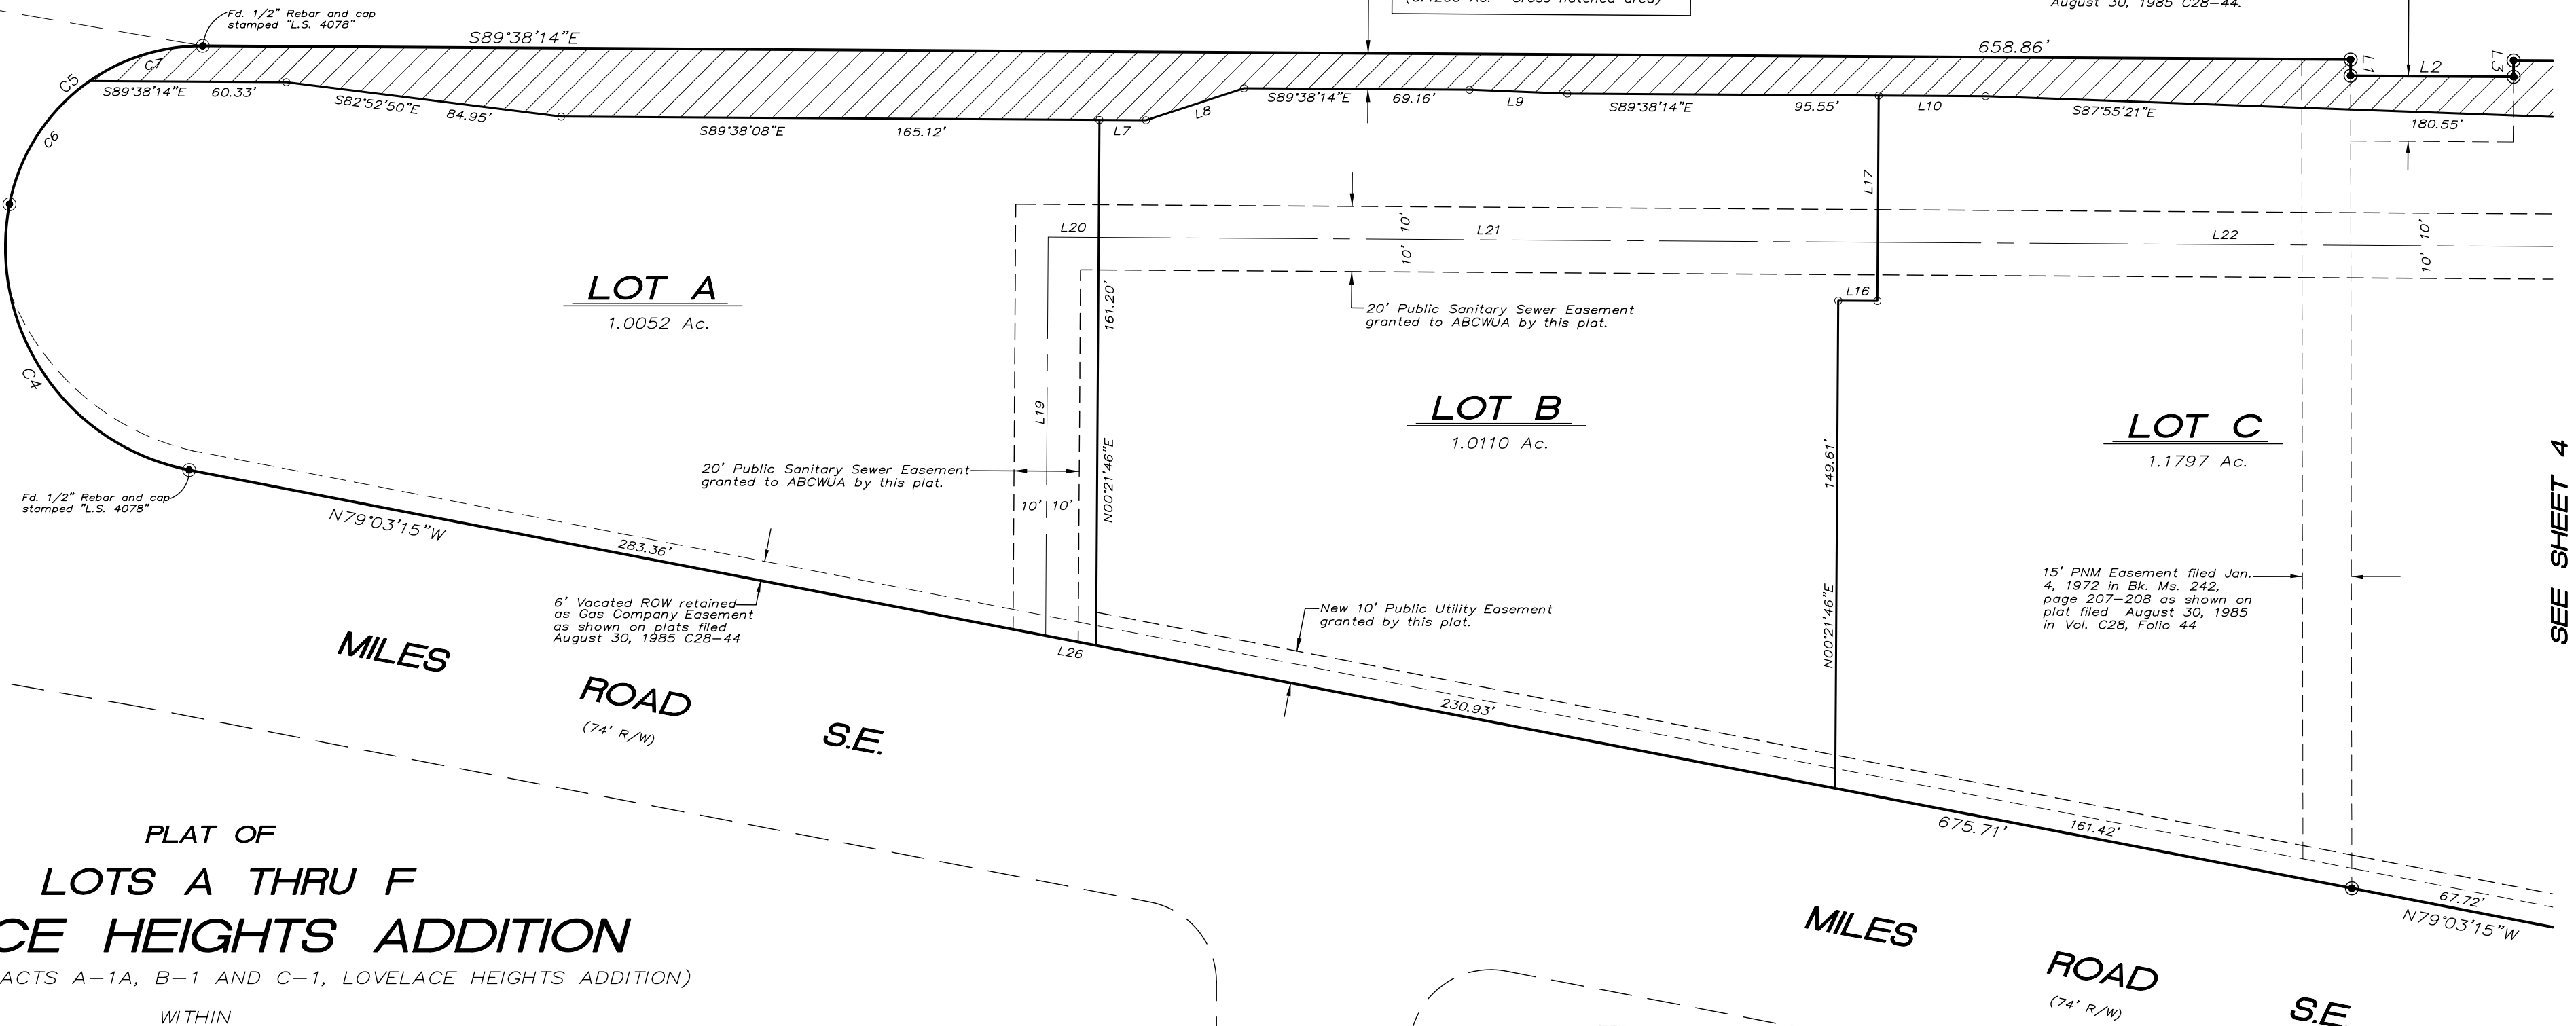 (0.4266 Ac. - Cross hatched area)
August 30, 1985 C28-44.
Fd. 1/2" Rebar and cap
stamped "L.S. 4078"
S89°38'14"E
658.86'
L1
L2
L3
C5
C7
C6
C4
S89°38'14"E 60.33'
S82°52'50"E 84.95'
S89°38'08"E 165.12'
L7
L8
S89°38'14"E 69.16'
L9
S89°38'14"E 95.55'
L10
S87°55'21"E 180.55'
L17
L20
10' 10'
L21
L22
10' 10'
L16
LOT A
1.0052 Ac.
161.20'
N00°21'46"E
20' Public Sanitary Sewer Easement
granted to ABCWUA by this plat.
LOT B
1.0110 Ac.
149.61'
N00°21'46"E
LOT C
1.1797 Ac.
SEE SHEET 4
L19
20' Public Sanitary Sewer Easement
granted to ABCWUA by this plat.
10' 10'
Fd. 1/2" Rebar and cap
stamped "L.S. 4078"
N79°03'15"W
283.36'
6' Vacated ROW retained
as Gas Company Easement
as shown on plats filed
August 30, 1985 C28-44
L26
New 10' Public Utility Easement
granted by this plat.
15' PNM Easement filed Jan.
4, 1972 in Bk. Ms. 242,
page 207-208 as shown on
plat filed August 30, 1985
in Vol. C28, Folio 44
230.93'
675.71'
161.42'
67.72'
N79°03'15"W
MILES ROAD S.E.
(74' R/W)
MILES ROAD S.E.
(74' R/W)
PLAT OF
LOTS A THRU F
CE HEIGHTS ADDITION
ACTS A-1A, B-1 AND C-1, LOVELACE HEIGHTS ADDITION)
WITHIN